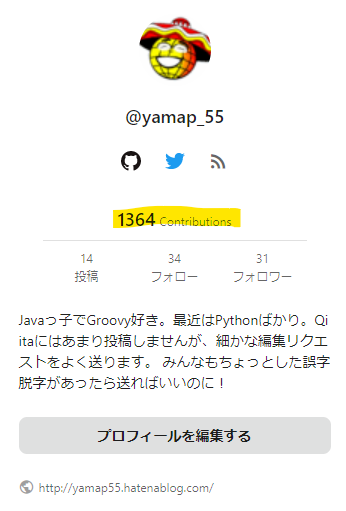 @yamap_55
1364 Contributions
14 34 31
投稿 フォロー フォロワー
Javaっ子でGroovy好き。最近はPythonばかり。Qi
itaにはあまり投稿しませんが、細かな編集リクエ
ストをよく送ります。 みんなもちょっとした誤字
脱字があったら送ればいいのに！
プロフィールを編集する
http://yamap55.hatenablog.com/